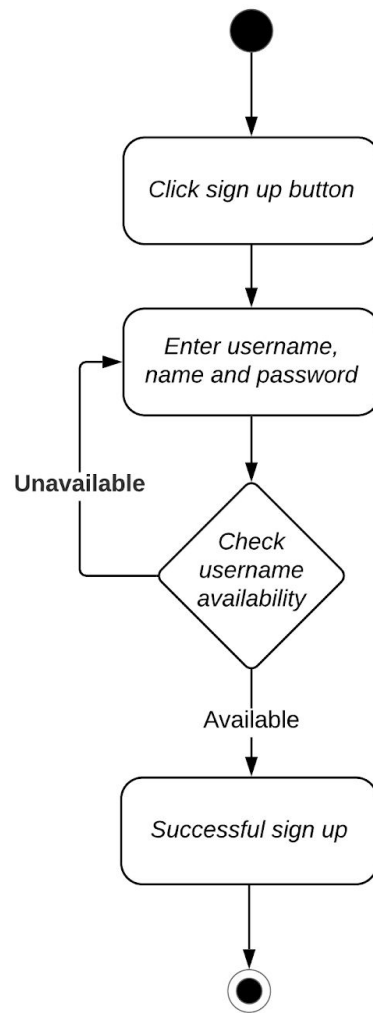 Click sign up button
Enter username,
name and password
Unavailable
Check
username
availability
Available
Successful sign up